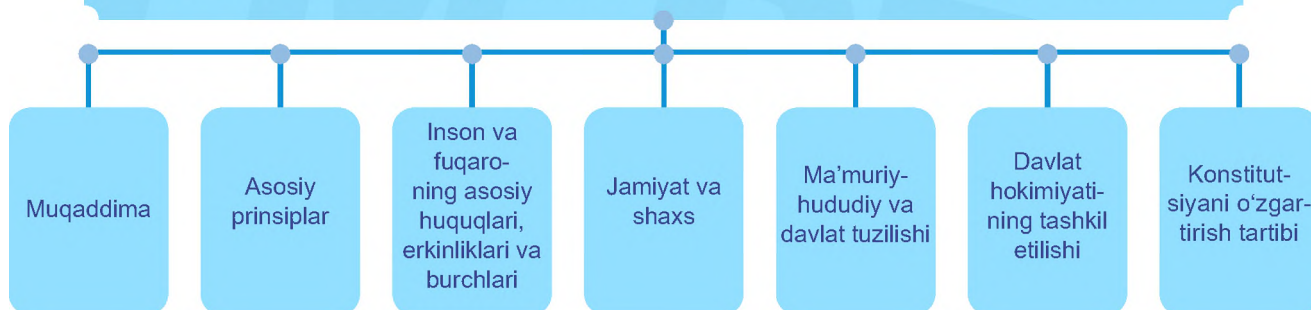 Muqaddima
Asosiy
prinsiplar
Inson va
fuqaro-
ning asosiy
huquqlari,
erkinliklari va
burchlari
Jamiyat va
shaxs
Ma’muriy-
hududiy va
davlat tuzilishi
Davlat
hokimiyati-
ning tashkil
etilishi
Konstitut-
siyani o‘zgar-
tirish tartibi